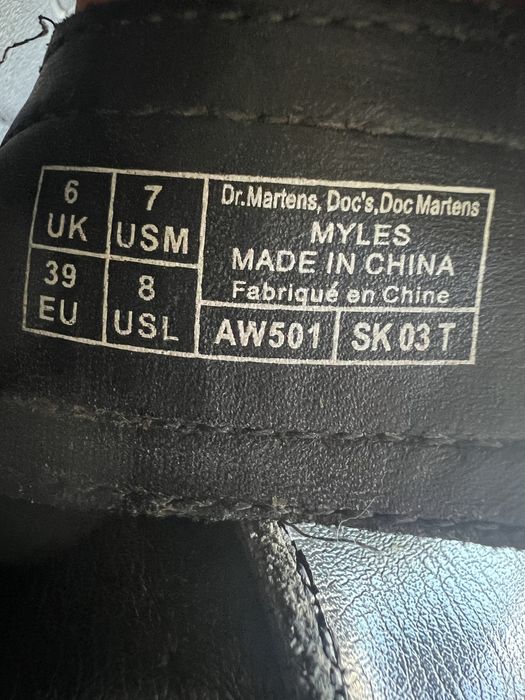 6 UK
7 USM
39 EU
8 USL
Dr.Martens, Doc's,Doc Martens
MYLES
MADE IN CHINA
Fabriqué en Chine
AW501
SK 03 T